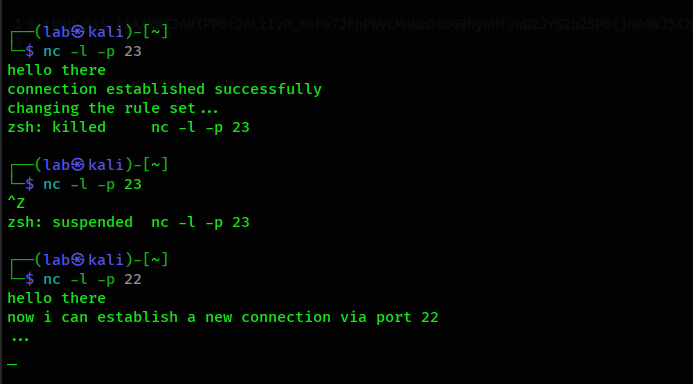 ┌──(lab㉿kali)-[~]
└─$ nc -l -p 23
hello there
connection established successfully
changing the rule set...
zsh: killed     nc -l -p 23
┌──(lab㉿kali)-[~]
└─$ nc -l -p 23
^Z
zsh: suspended  nc -l -p 23
┌──(lab㉿kali)-[~]
└─$ nc -l -p 22
hello there
now i can establish a new connection via port 22
...